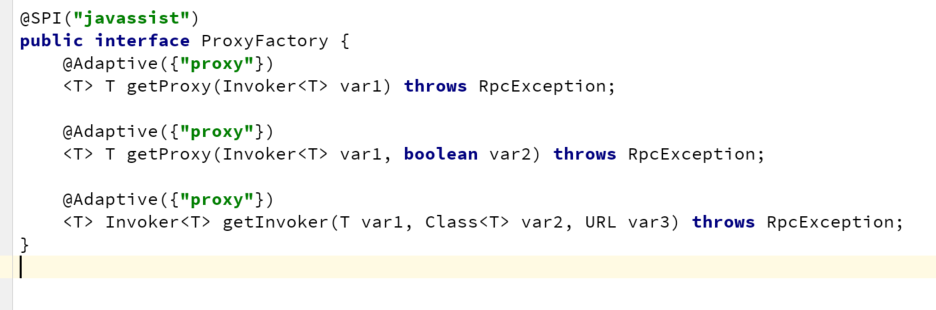 @SPI("javassist")
public interface ProxyFactory {
    @Adaptive({"proxy"})
    <T> T getProxy(Invoker<T> var1) throws RpcException;

    @Adaptive({"proxy"})
    <T> T getProxy(Invoker<T> var1, boolean var2) throws RpcException;

    @Adaptive({"proxy"})
    <T> Invoker<T> getInvoker(T var1, Class<T> var2, URL var3) throws RpcException;
}